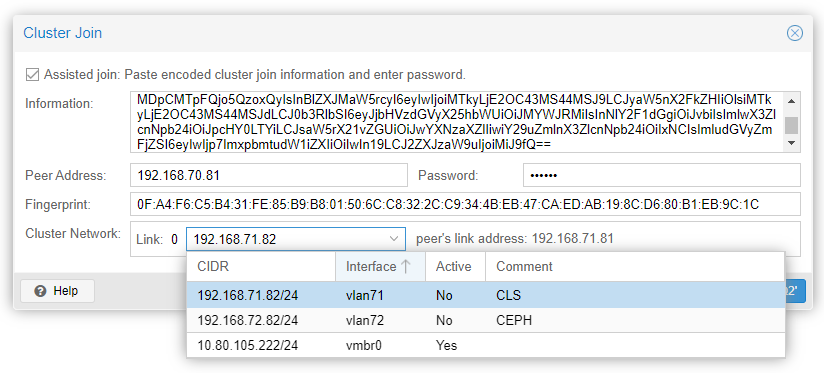 Cluster Join
Assisted join: Paste encoded cluster join information and enter password.
Information:
Peer Address: 192.168.70.81 Password: ••••••
Fingerprint: 0F:A4:F6:C5:B4:31:FE:85:B9:B8:01:50:6C:C8:32:2C:C9:34:4B:EB:47:CA:ED:AB:19:8C:D6:80:B1:EB:9C:1C
Cluster Network: Link: 0 192.168.71.82 peer's link address: 192.168.71.81
CIDR Interface ↑ Active Comment
Help
192.168.71.82/24 vlan71 No CLS
192.168.72.82/24 vlan72 No CEPH
10.80.105.222/24 vmbr0 Yes